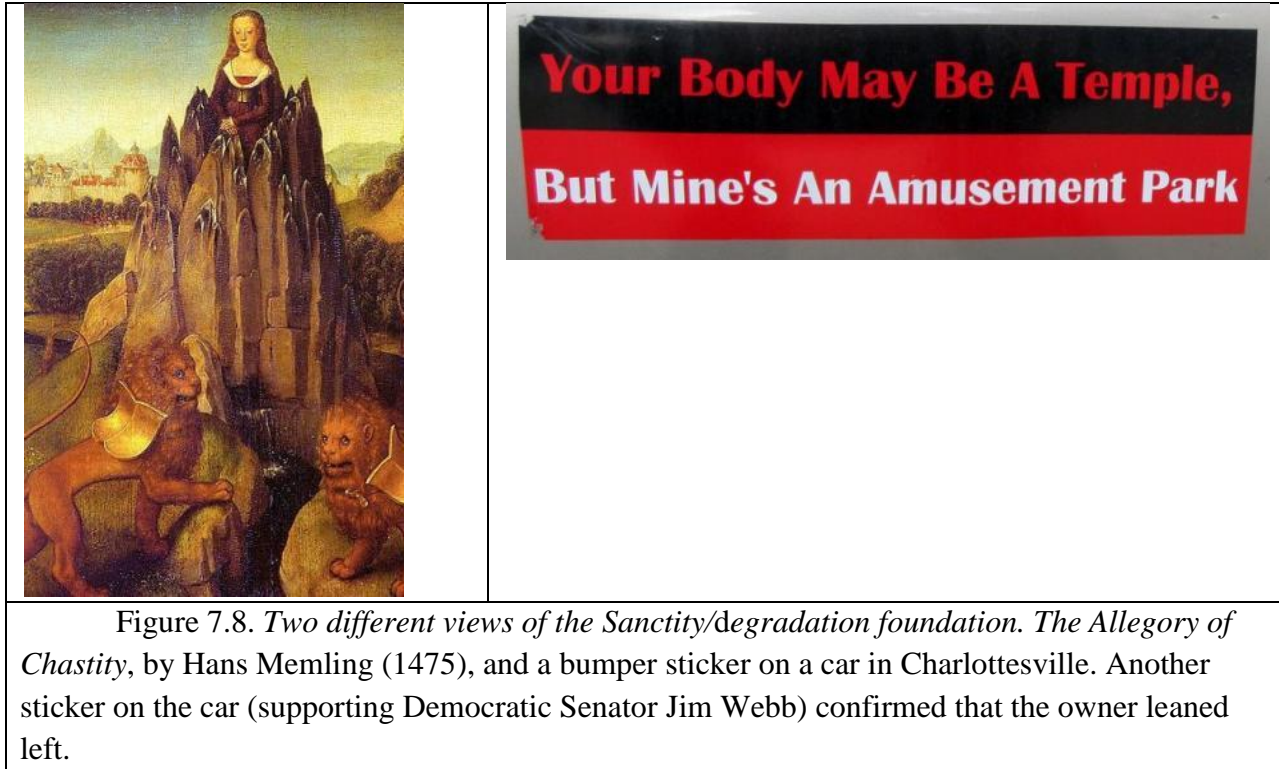 Your Body May Be A Temple,
But Mine's An Amusement Park
Figure 7.8. Two different views of the Sanctity/degradation foundation. The Allegory of
Chastity, by Hans Memling (1475), and a bumper sticker on a car in Charlottesville. Another
sticker on the car (supporting Democratic Senator Jim Webb) confirmed that the owner leaned
left.